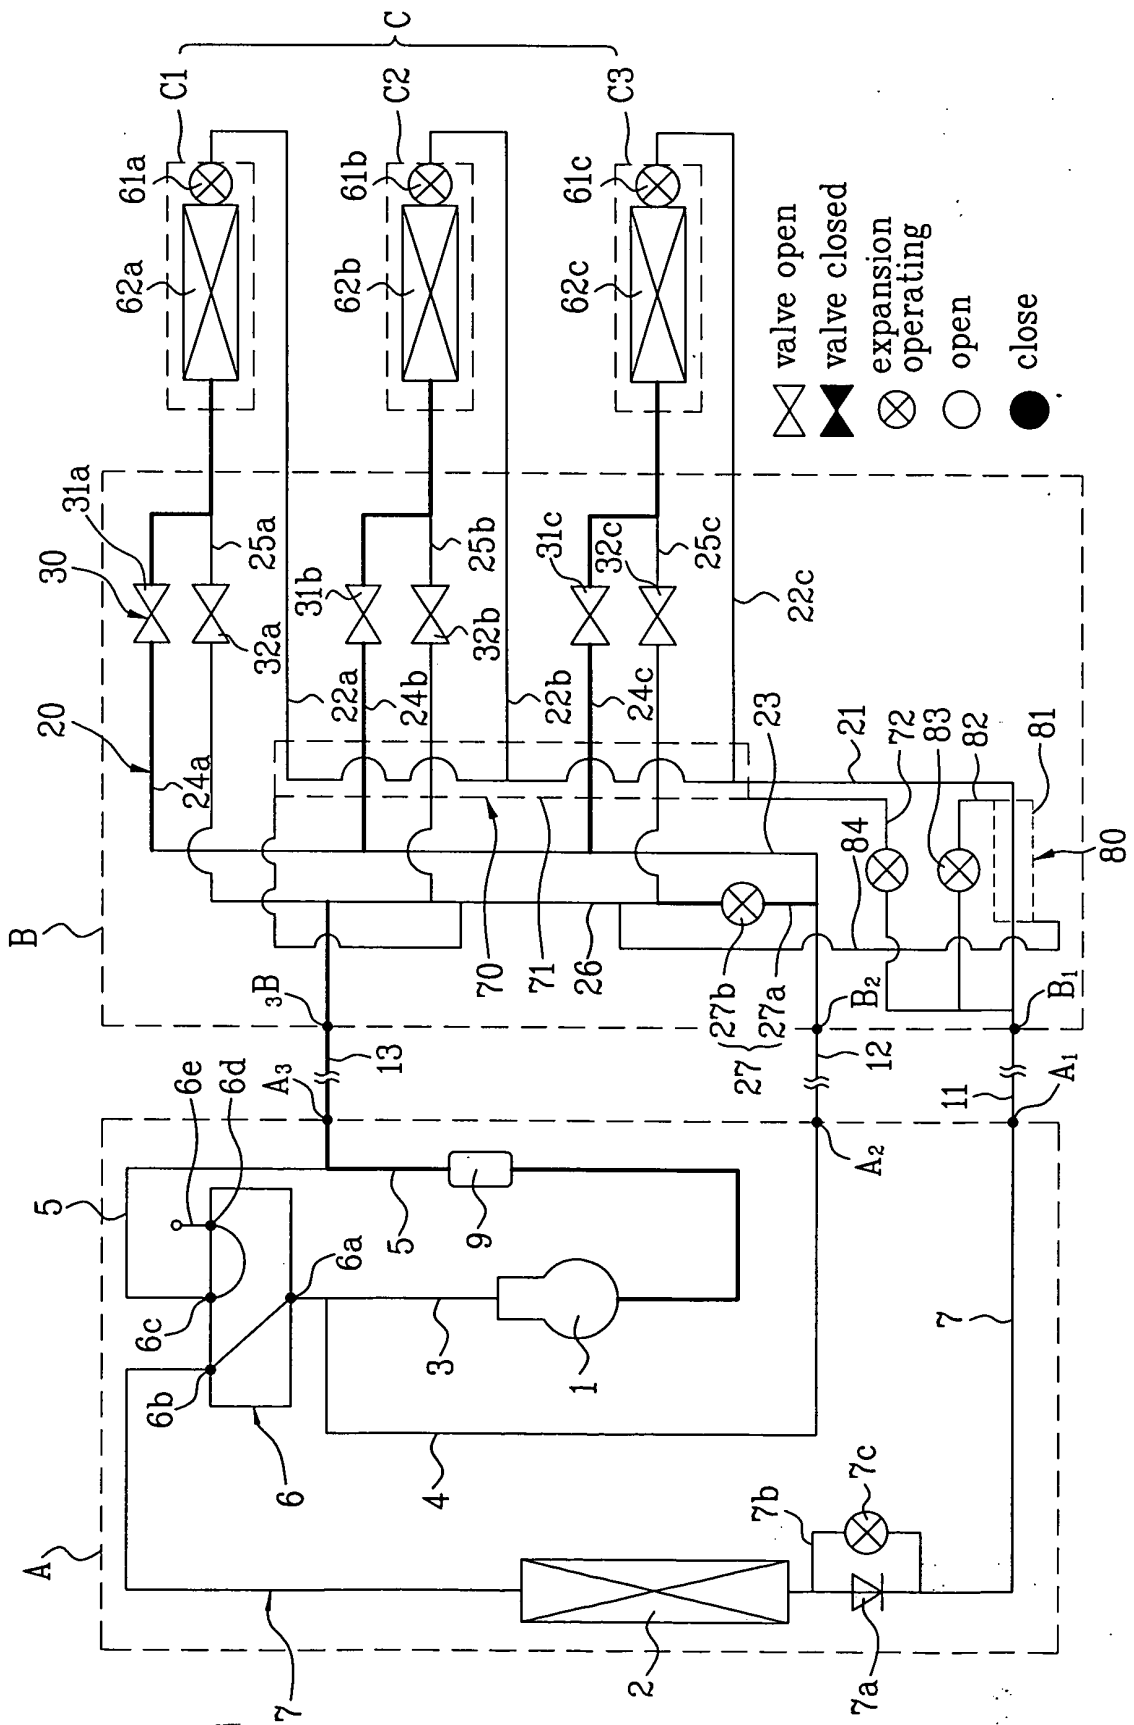 A
B
C
C1
C2
C3
7
2
7a
7b
7c
7
6
6b
6c
6a
6d
6e
5
5
3
4
1
9
A3
A2
A1
13
12
11
3B
B2
B1
20
24a
30
31a
32a
25a
22a
24b
31b
32b
25b
22b
24c
31c
32c
25c
22c
70
71
26
27b
27a
27
23
84
21
72
83
82
81
80
62a
61a
62b
61b
62c
61c
valve open
valve closed
expansion
operating
open
close